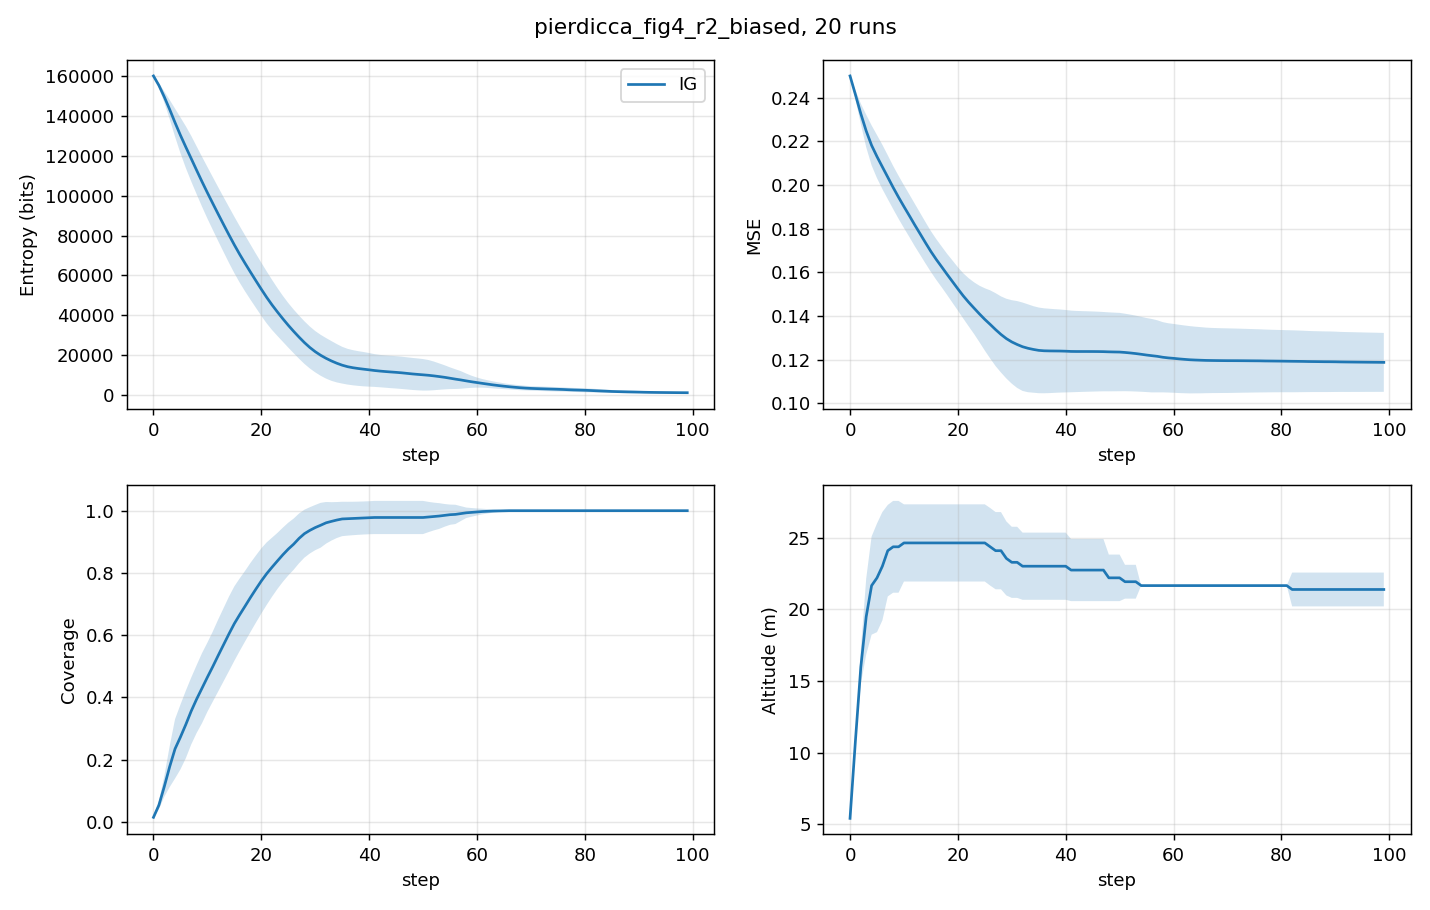 pierdicca_fig4_r2_biased, 20 runs
Entropy (bits)
160000
140000
120000
100000
80000
60000
40000
20000
0
0 20 40 60 80 100
step
IG
MSE
0.24
0.22
0.20
0.18
0.16
0.14
0.12
0.10
0 20 40 60 80 100
step
Coverage
1.0
0.8
0.6
0.4
0.2
0.0
0 20 40 60 80 100
step
Altitude (m)
25
20
15
10
5
0 20 40 60 80 100
step